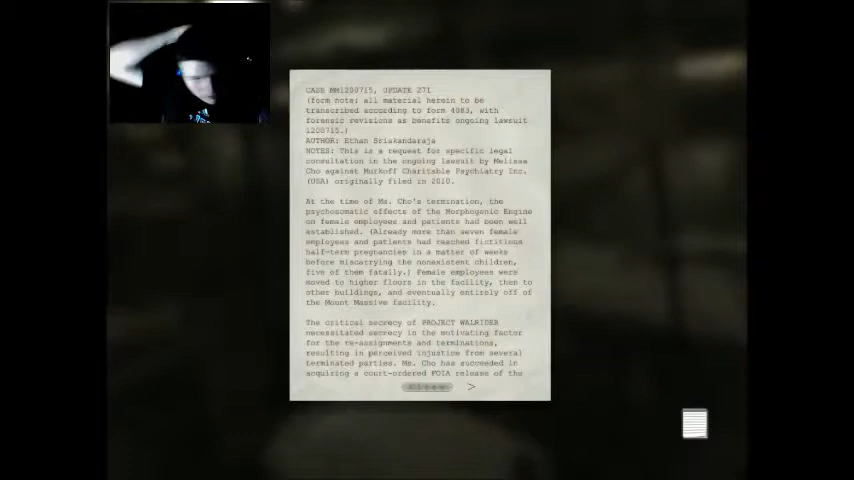 CASE MM1200715, UPDATE 271
(form note: all material herein to be
transcribed according to form 4083, with
forensic revisions as benefits ongoing lawsuit
1200715.)
AUTHOR: Ethan Sriskandaraja
NOTES: This is a request for specific legal
consultation in the ongoing lawsuit by Melissa
Cho against Murkoff Charitable Psychiatry Inc.
(USA) originally filed in 2010.
At the time of Ms. Cho's termination, the
psychosomatic effects of the Morphogenic Engine
on female employees and patients had been well
established. (Already more than seven female
employees and patients had reached fictitious
half-term pregnancies in a matter of weeks
before miscarrying the nonexistent children,
five of them fatally.) Female employees were
moved to higher floors in the facility, then to
other buildings, and eventually entirely off of
the Mount Massive facility.
The critical secrecy of PROJECT WALRIDER
necessitated secrecy in the motivating factor
for the re-assignments and terminations,
resulting in perceived injustice from several
terminated parties. Ms. Cho has succeeded in
acquiring a court-ordered FOIA release of the
>